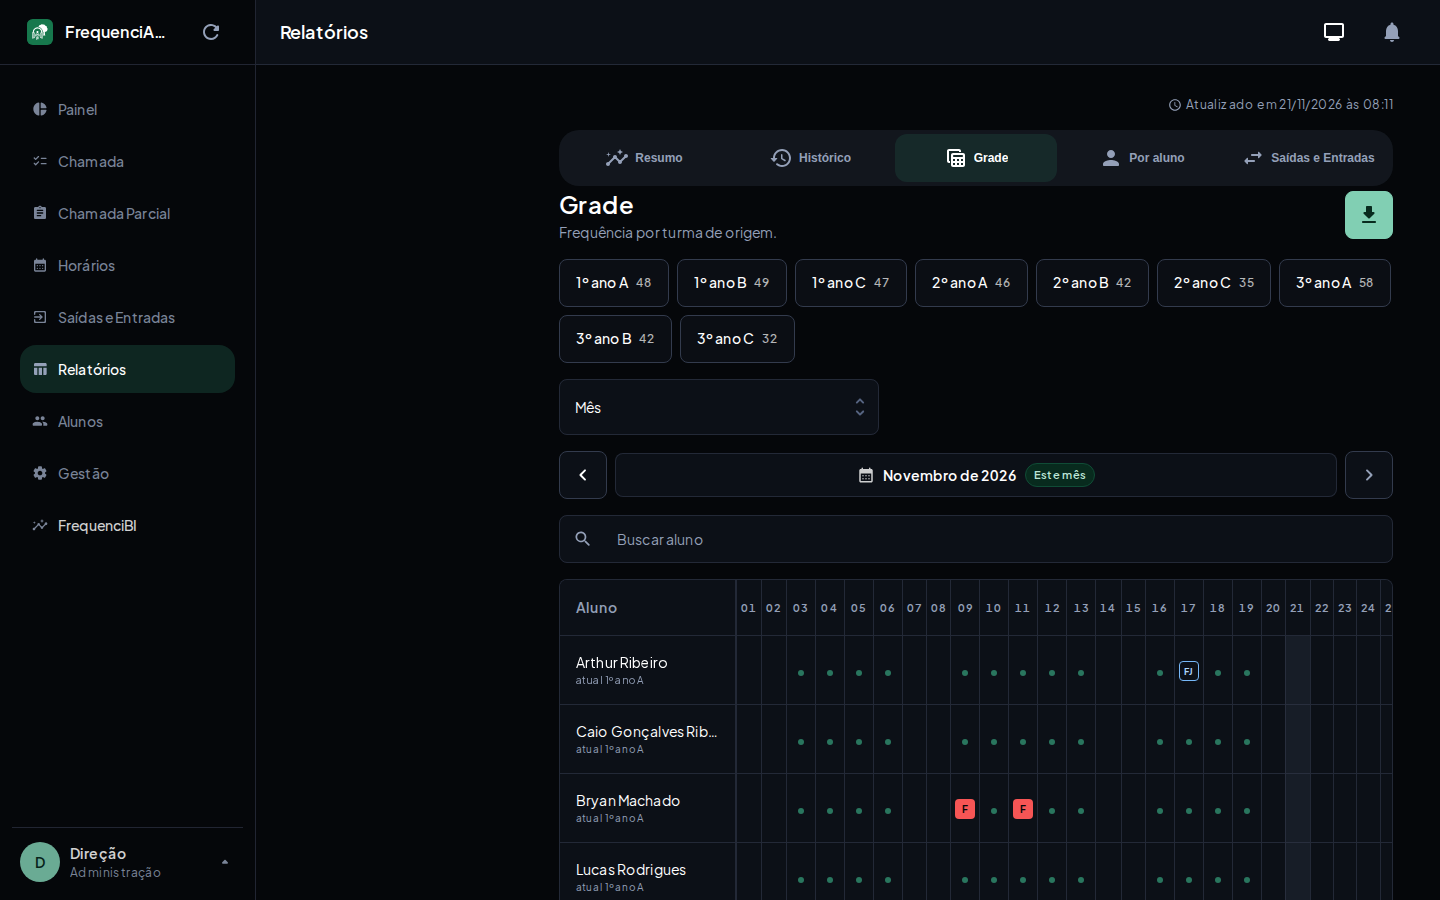 FrequenciA...
Relatórios
Painel
Chamada
Chamada Parcial
Horários
Saídas e Entradas
Relatórios
Alunos
Gestão
FrequenciBI
D
Direção
Administração
Atualizado em 21/11/2026 às 08:11
Resumo
Histórico
Grade
Por aluno
Saídas e Entradas
Grade
Frequência por turma de origem.
1º ano A 48
1º ano B 49
1º ano C 47
2º ano A 46
2º ano B 42
2º ano C 35
3º ano A 58
3º ano B 42
3º ano C 32
Mês
Novembro de 2026 Este mês
Buscar aluno
Aluno 01 02 03 04 05 06 07 08 09 10 11 12 13 14 15 16 17 18 19 20 21 22 23 24 2
Arthur Ribeiro
atual 1º ano A
FJ
Caio Gonçalves Rib...
atual 1º ano A
Bryan Machado
atual 1º ano A
F F
Lucas Rodrigues
atual 1º ano A